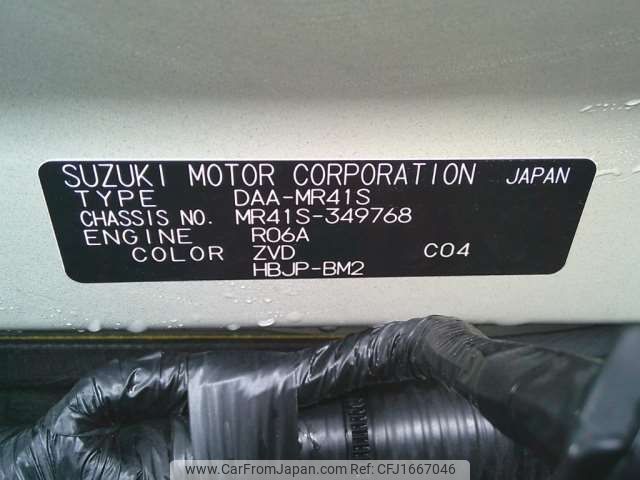 SUZUKI MOTOR CORPORATION JAPAN
TYPE DAA-MR41S
CHASSIS NO. MR41S-349768
ENGINE R06A
COLOR ZVD C04
HBJP-BM2
www.CarFromJapan.com - Ref: CFJ1667046